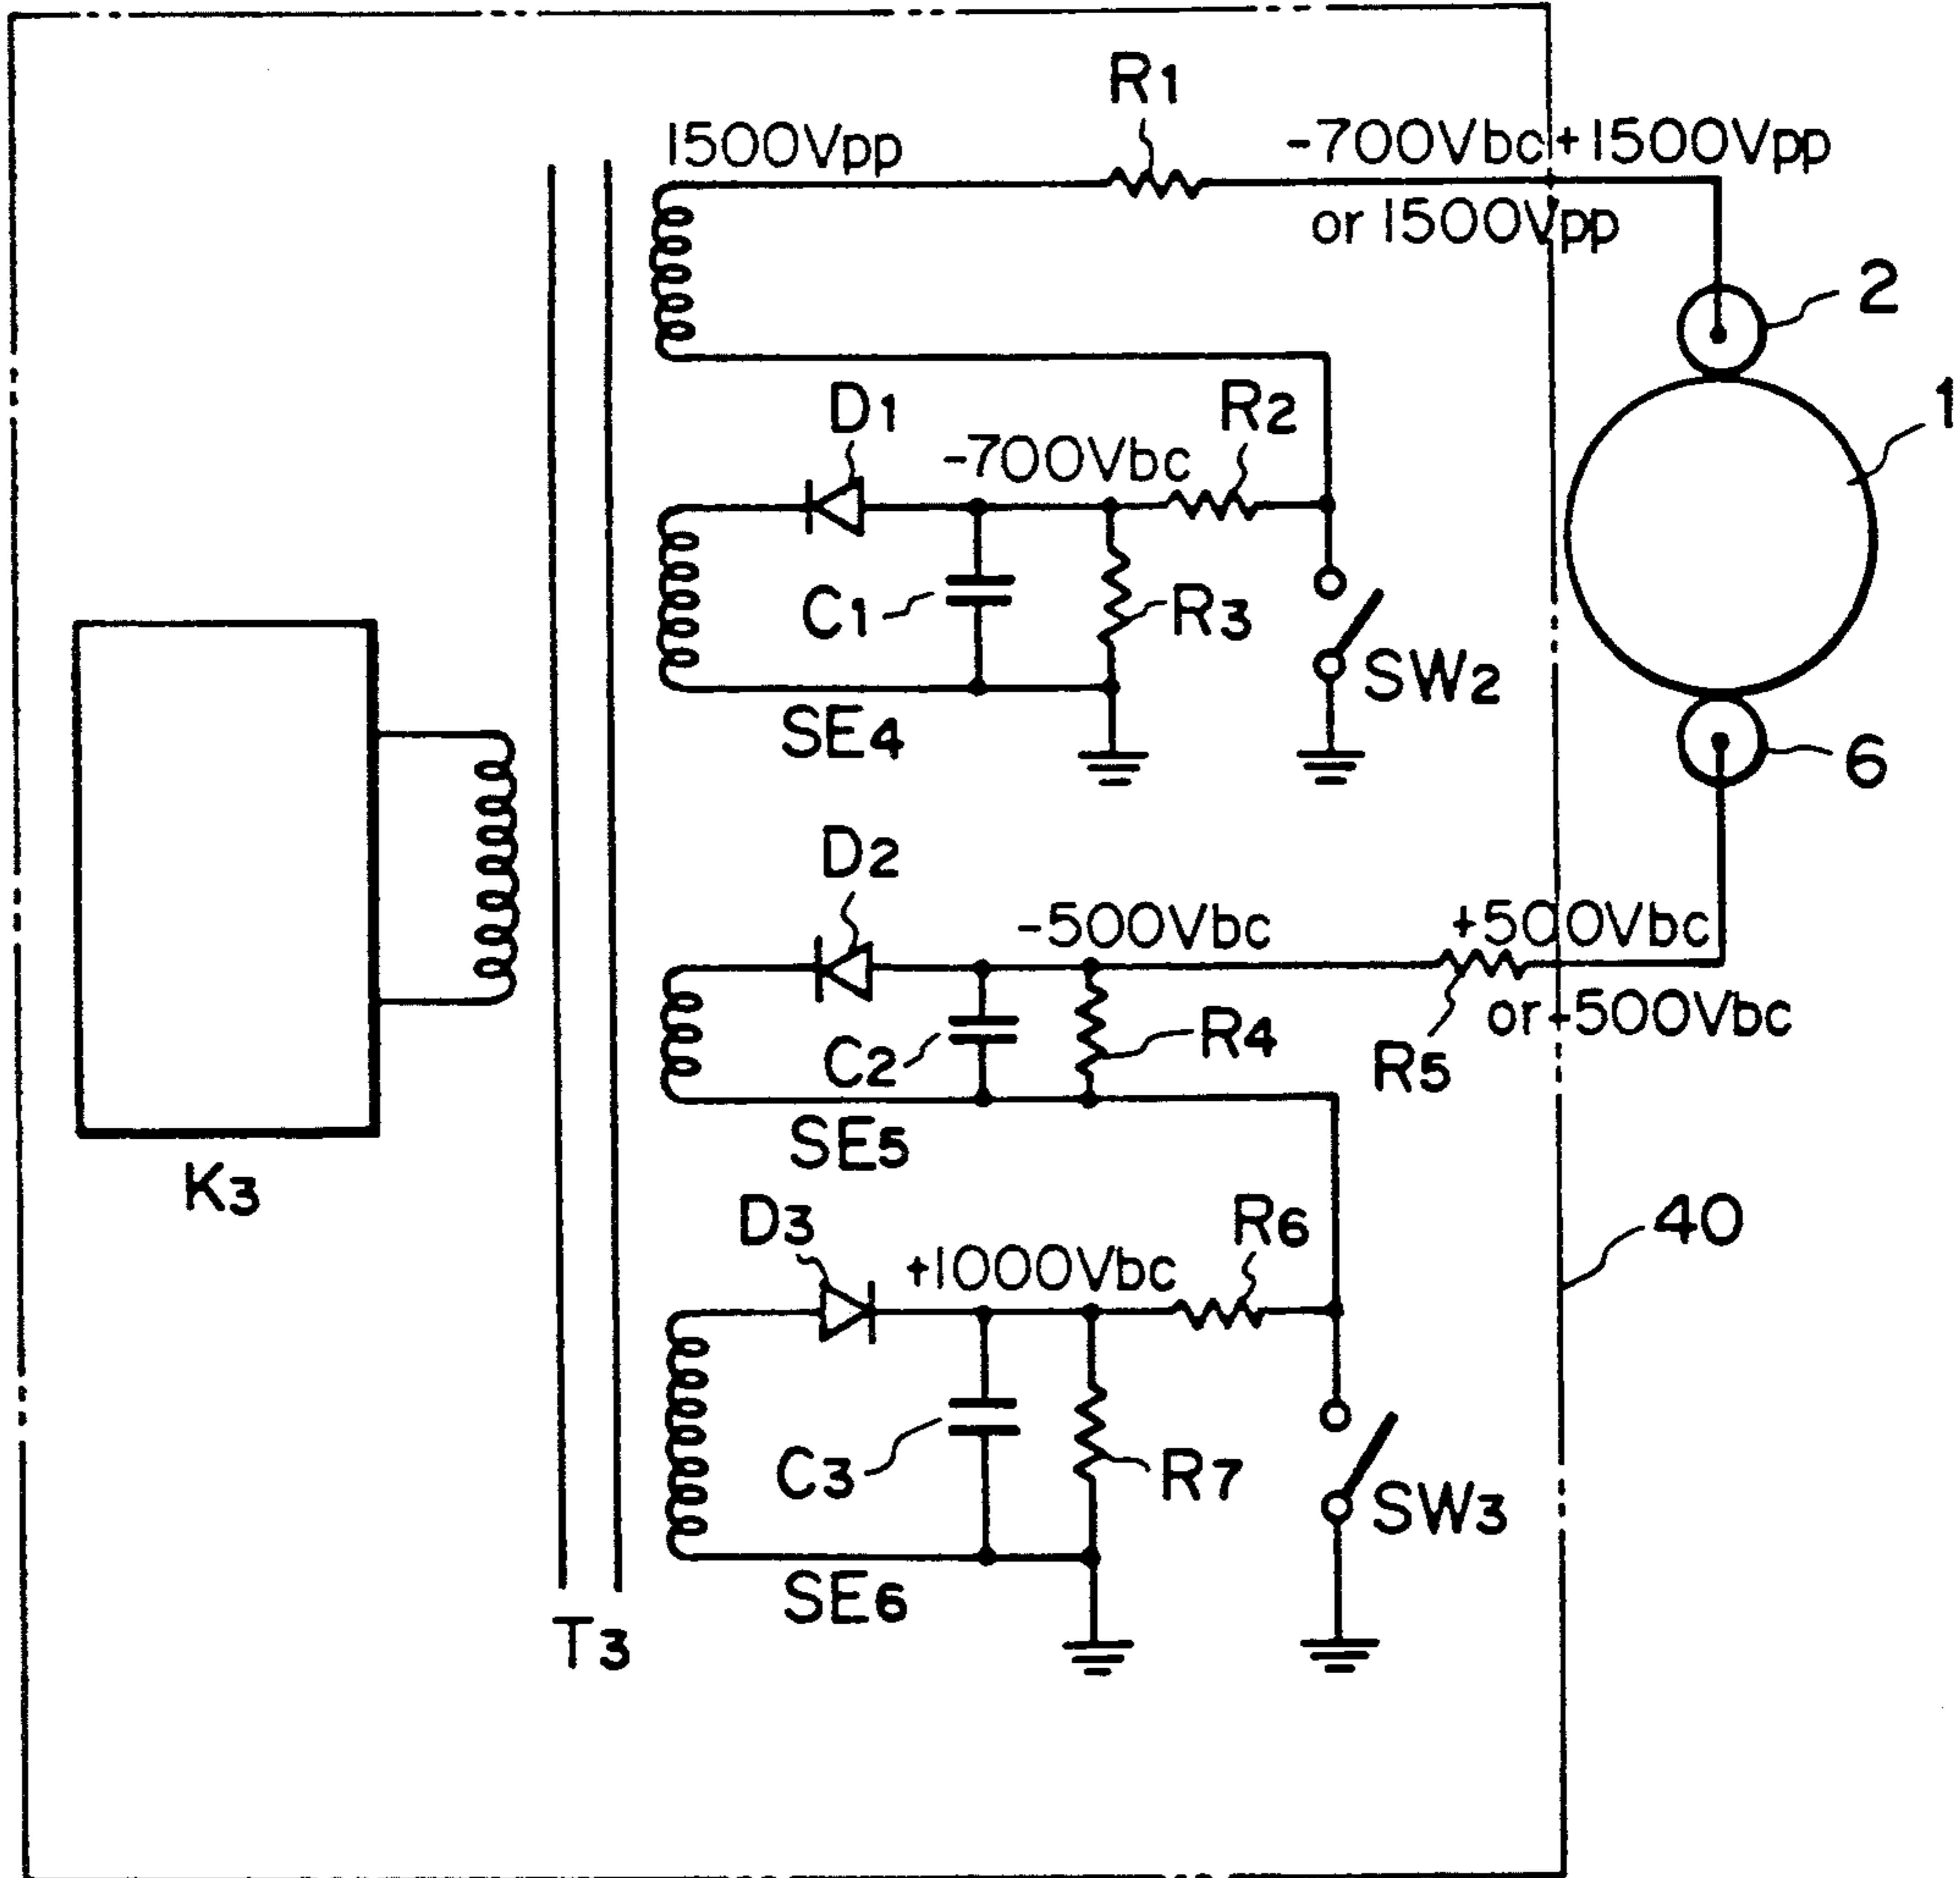 R1
1500Vpp
-700Vbc+1500Vpp
or 1500Vpp
2
D1
R2
1
-700Vbc
C1
R3
SW2
SE4
6
D2
-500Vbc
+500Vbc
or -500Vbc
C2
R4
R5
SE5
K3
D3
R6
40
+1000Vbc
C3
R7
SW3
SE6
T3